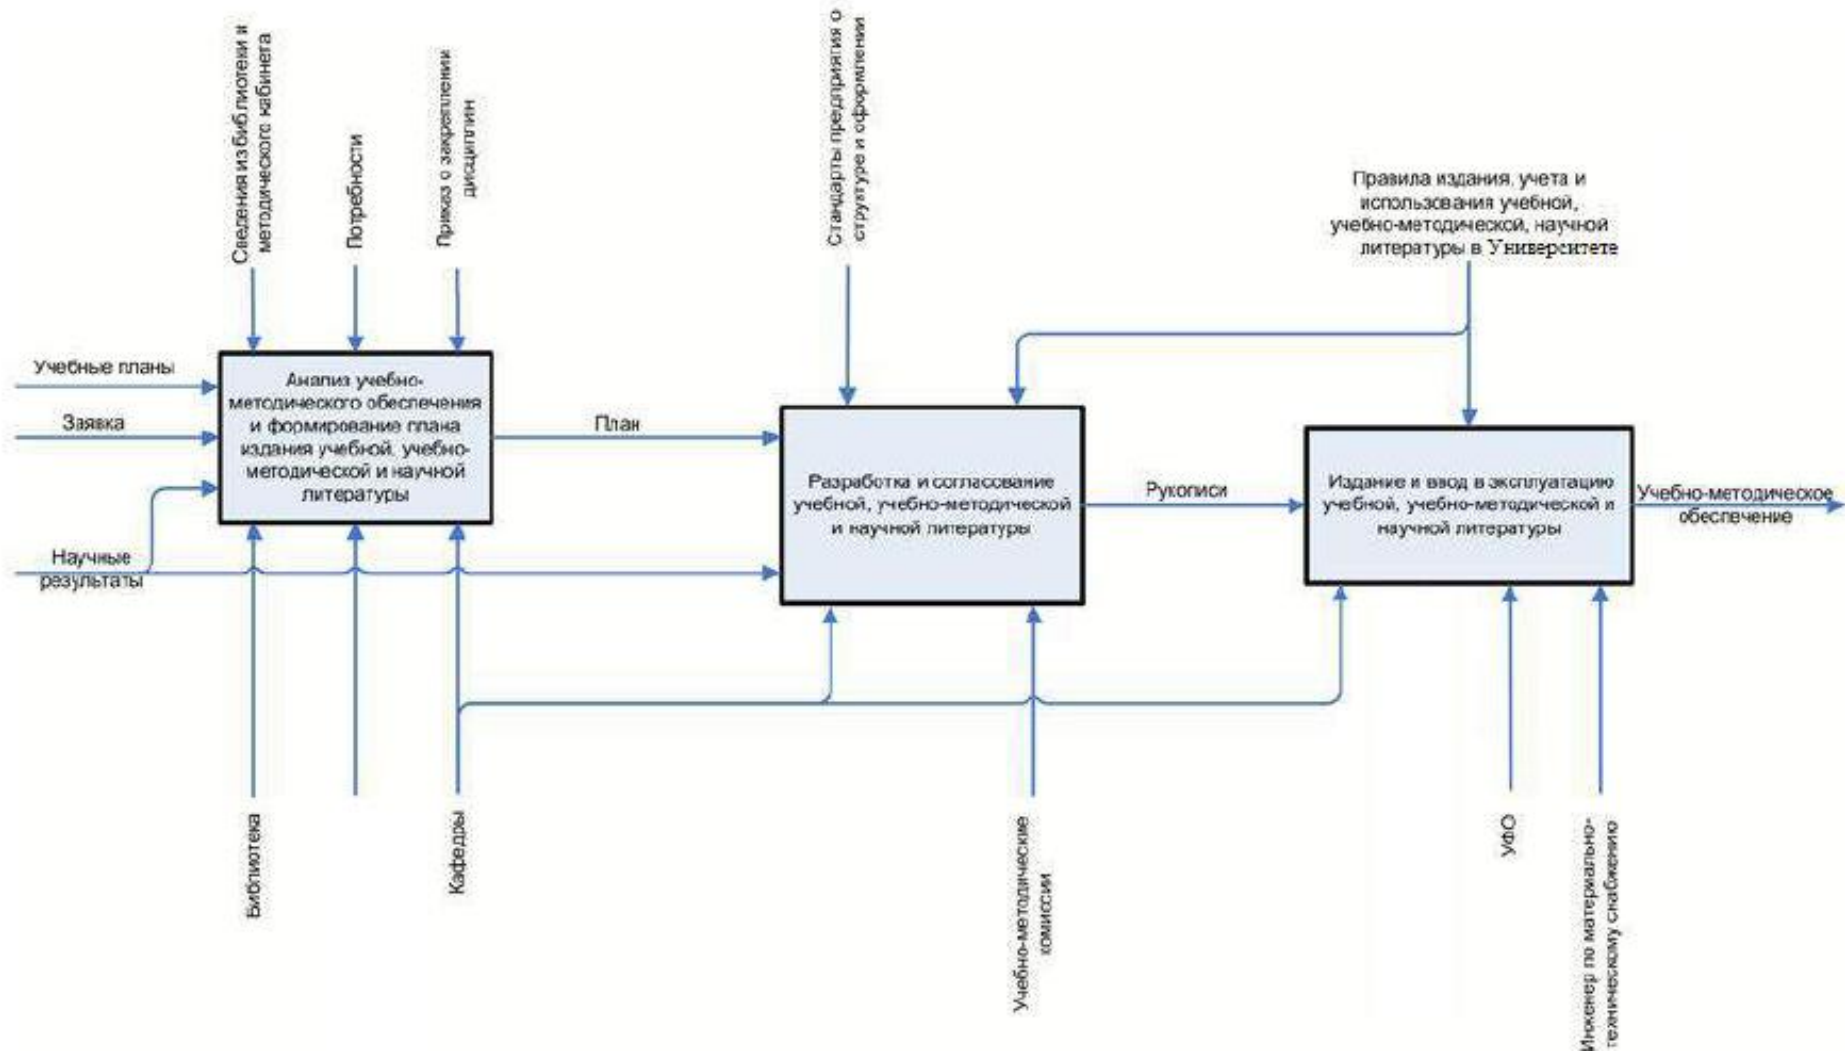 Сведения из библиотеки и
методического кабинета
Потребности
Приказ о закреплении
дисциплин
Стандарты предприятия о
структуре и оформлении
Правила издания, учета и
использования учебной,
учебно-методической, научной
литературы в Университете
Учебные планы
Заявка
Научные
результаты
Анализ учебно-
методического обеспечения
и формирование плана
издания учебной, учебно-
методической и научной
литературы
План
Разработка и согласование
учебной, учебно-методической
и научной литературы
Рукописи
Издание и ввод в эксплуатацию
учебной, учебно-методической и
научной литературы
Учебно-методическое
обеспечение
Библиотека
Кафедры
Учебно-методические
комиссии
УФО
Инженер по материально-
техническому снабжению